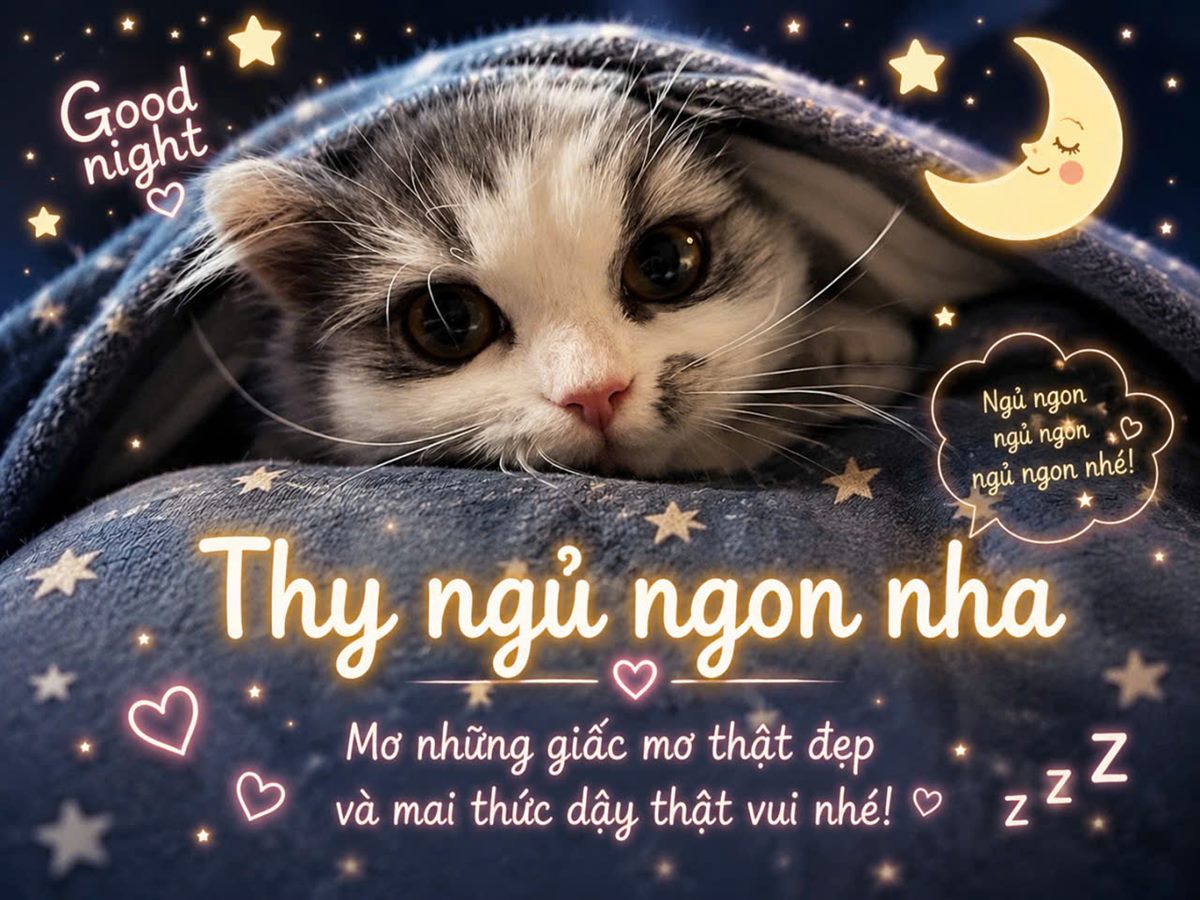 Good
night
Ngủ ngon
ngủ ngon
ngủ ngon nhé!
Thy ngủ ngon nha
Mơ những giấc mơ thật đẹp
và mai thức dậy thật vui nhé!
z z Z